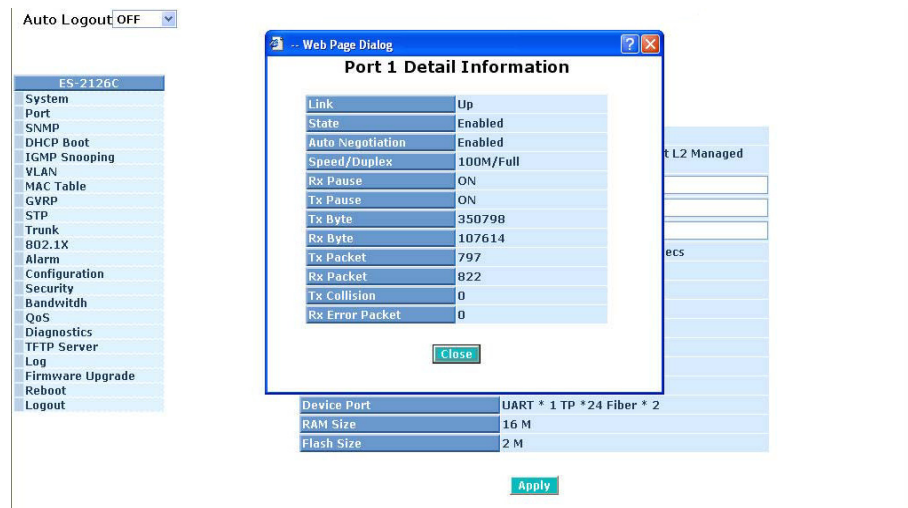 Auto Logout OFF
-- Web Page Dialog
Port 1 Detail Information
Link Up
State Enabled
Auto Negotiation Enabled
Speed/Duplex 100M/Full
Rx Pause ON
Tx Pause ON
Tx Byte 350798
Rx Byte 107614
Tx Packet 797
Rx Packet 822
Tx Collision 0
Rx Error Packet 0
Close
ES-2126C
System
Port
SNMP
DHCP Boot
IGMP Snooping
VLAN
MAC Table
GVRP
STP
Trunk
802.1X
Alarm
Configuration
Security
Bandwitdh
QoS
Diagnostics
TFTP Server
Log
Firmware Upgrade
Reboot
Logout
t L2 Managed
ecs
Device Port UART * 1 TP *24 Fiber * 2
RAM Size 16 M
Flash Size 2 M
Apply